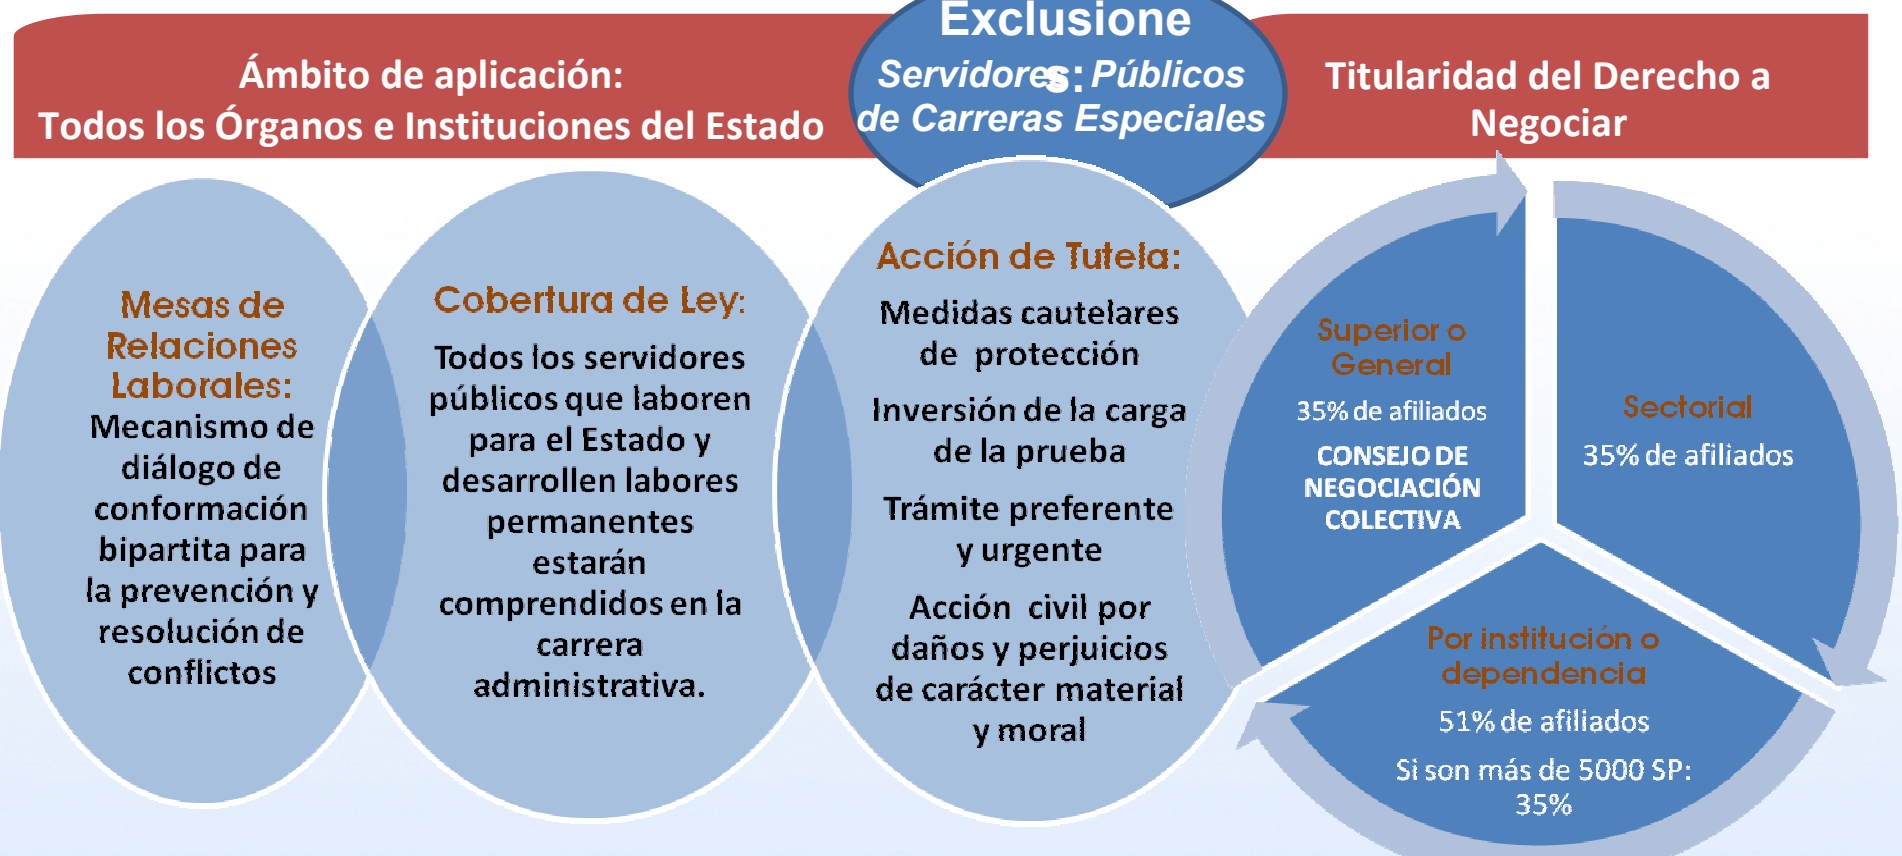 Ámbito de aplicación:
Todos los Órganos e Instituciones del Estado
Exclusione
s:
Servidores Públicos
de Carreras Especiales
Titularidad del Derecho a
Negociar
Mesas de
Relaciones
Laborales:
Mecanismo de
diálogo de
conformación
bipartita para
la prevención y
resolución de
conflictos
Cobertura de Ley:
Todos los servidores
públicos que laboren
para el Estado y
desarrollen labores
permanentes
estarán
comprendidos en la
carrera
administrativa.
Acción de Tutela:
Medidas cautelares
de protección
Inversión de la carga
de la prueba
Trámite preferente
y urgente
Acción civil por
daños y perjuicios
de carácter material
y moral
Superior o
General
35% de afiliados
CONSEJO DE
NEGOCIACIÓN
COLECTIVA
Sectorial
35% de afiliados
Por institución o
dependencia
51% de afiliados
Si son más de 5000 SP:
35%